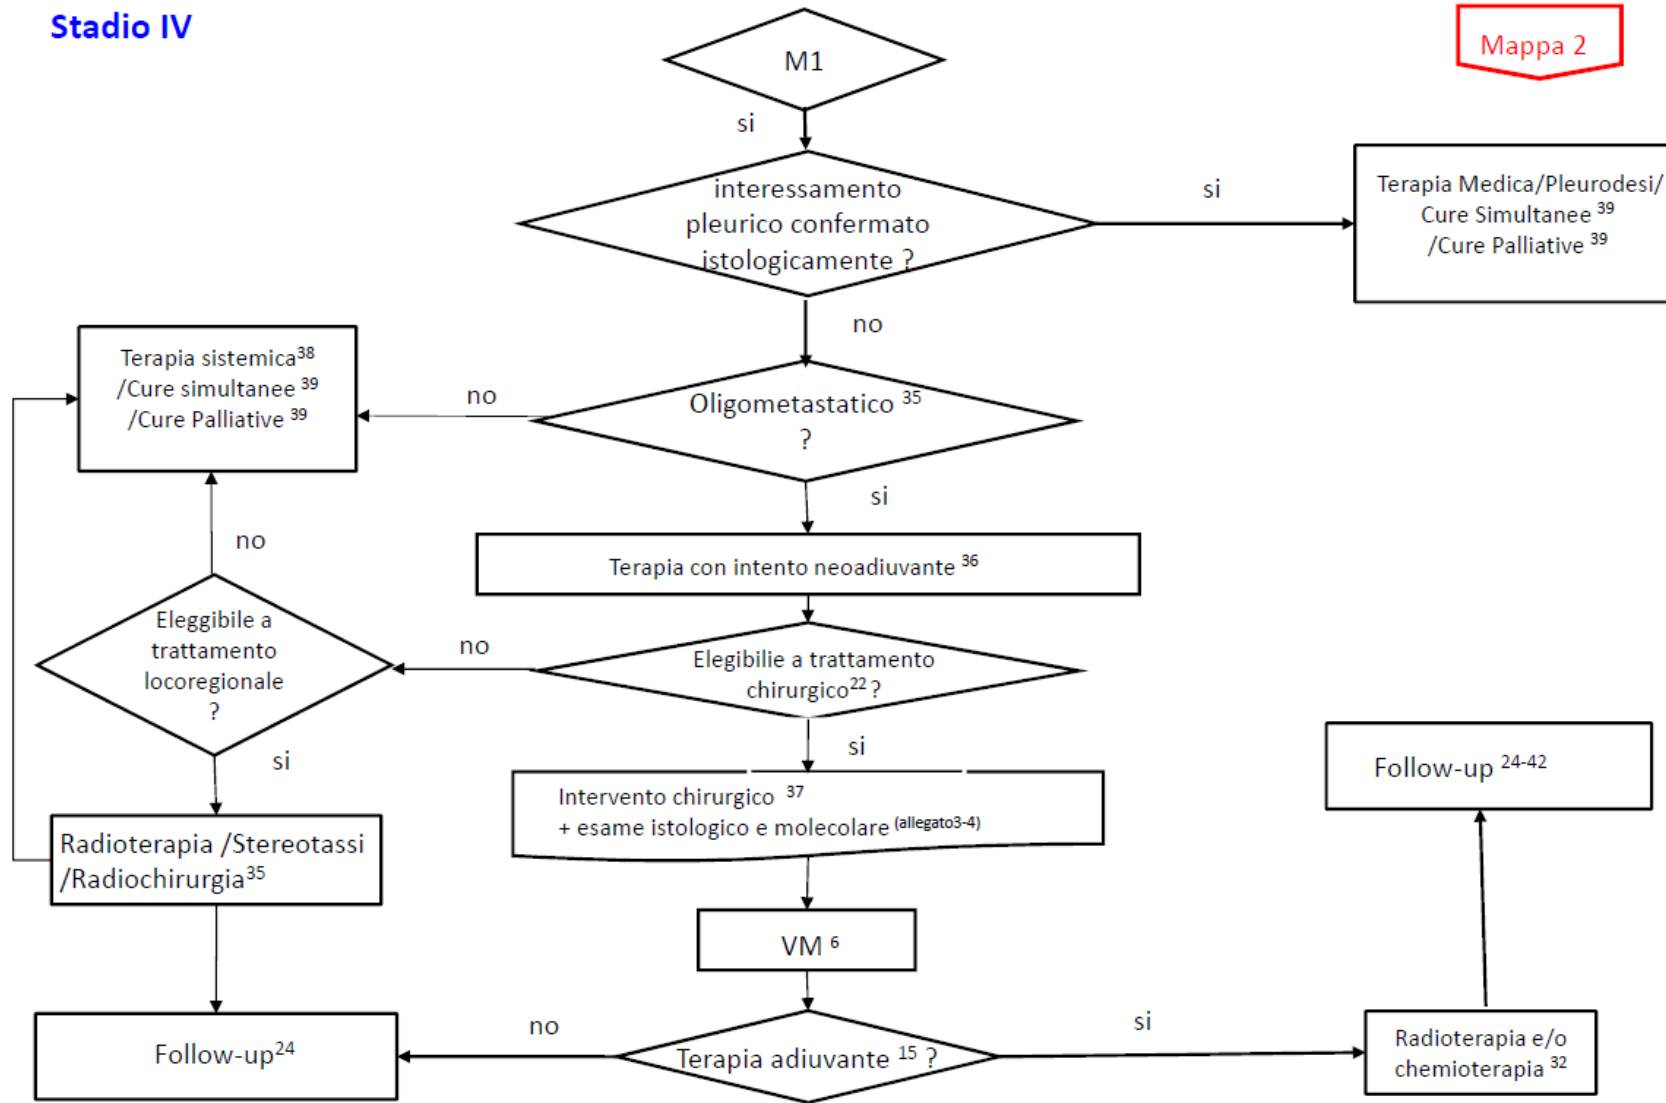 Stadio IV
Mappa 2
M1
si
interessamento
pleurico confermato
istologicamente ?
si
Terapia Medica/Pleurodesi/
Cure Simultanee 39
/Cure Palliative 39
no
Terapia sistemica38
/Cure simultanee 39
/Cure Palliative 39
no
Oligometastatico 35
?
si
no
Terapia con intento neoadiuvante 36
Eleggibile a
trattamento
locoregionale
?
no
Elegibilie a trattamento
chirurgico22 ?
si
si
Intervento chirurgico 37
+ esame istologico e molecolare (allegato3-4)
Follow-up 24-42
Radioterapia /Stereotassi
/Radiochirurgia35
VM 6
Follow-up24
no
Terapia adiuvante 15 ?
si
Radioterapia e/o
chemioterapia 32